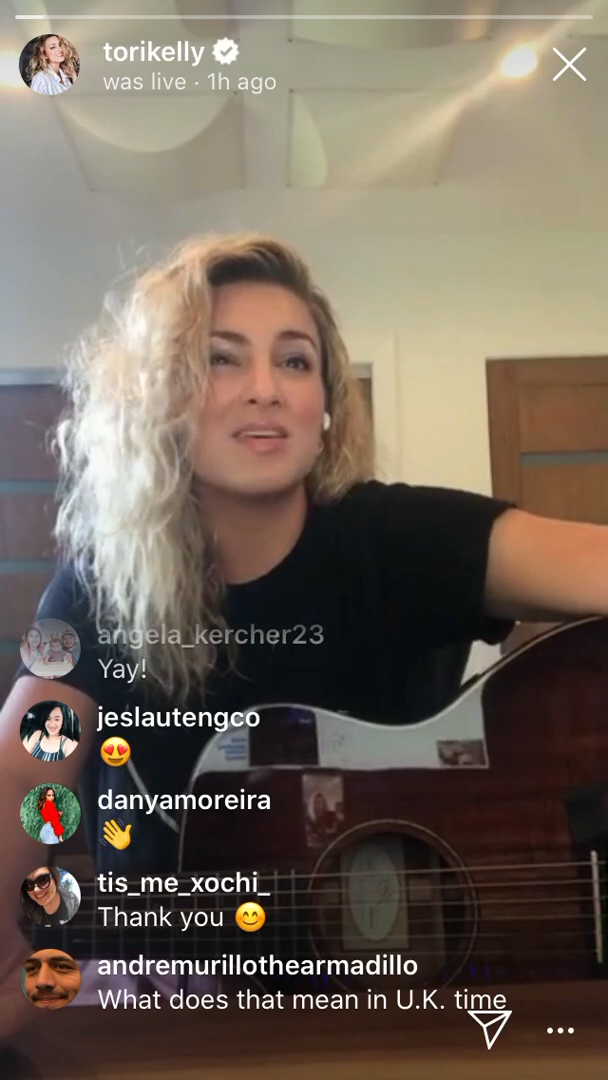 torikelly
was live · 1h ago
angela_kercher23
Yay!
jeslautengco
😍
danyamoreira
👋
tis_me_xochi_
Thank you 😊
andremurillothearmadillo
What does that mean in U.K. time